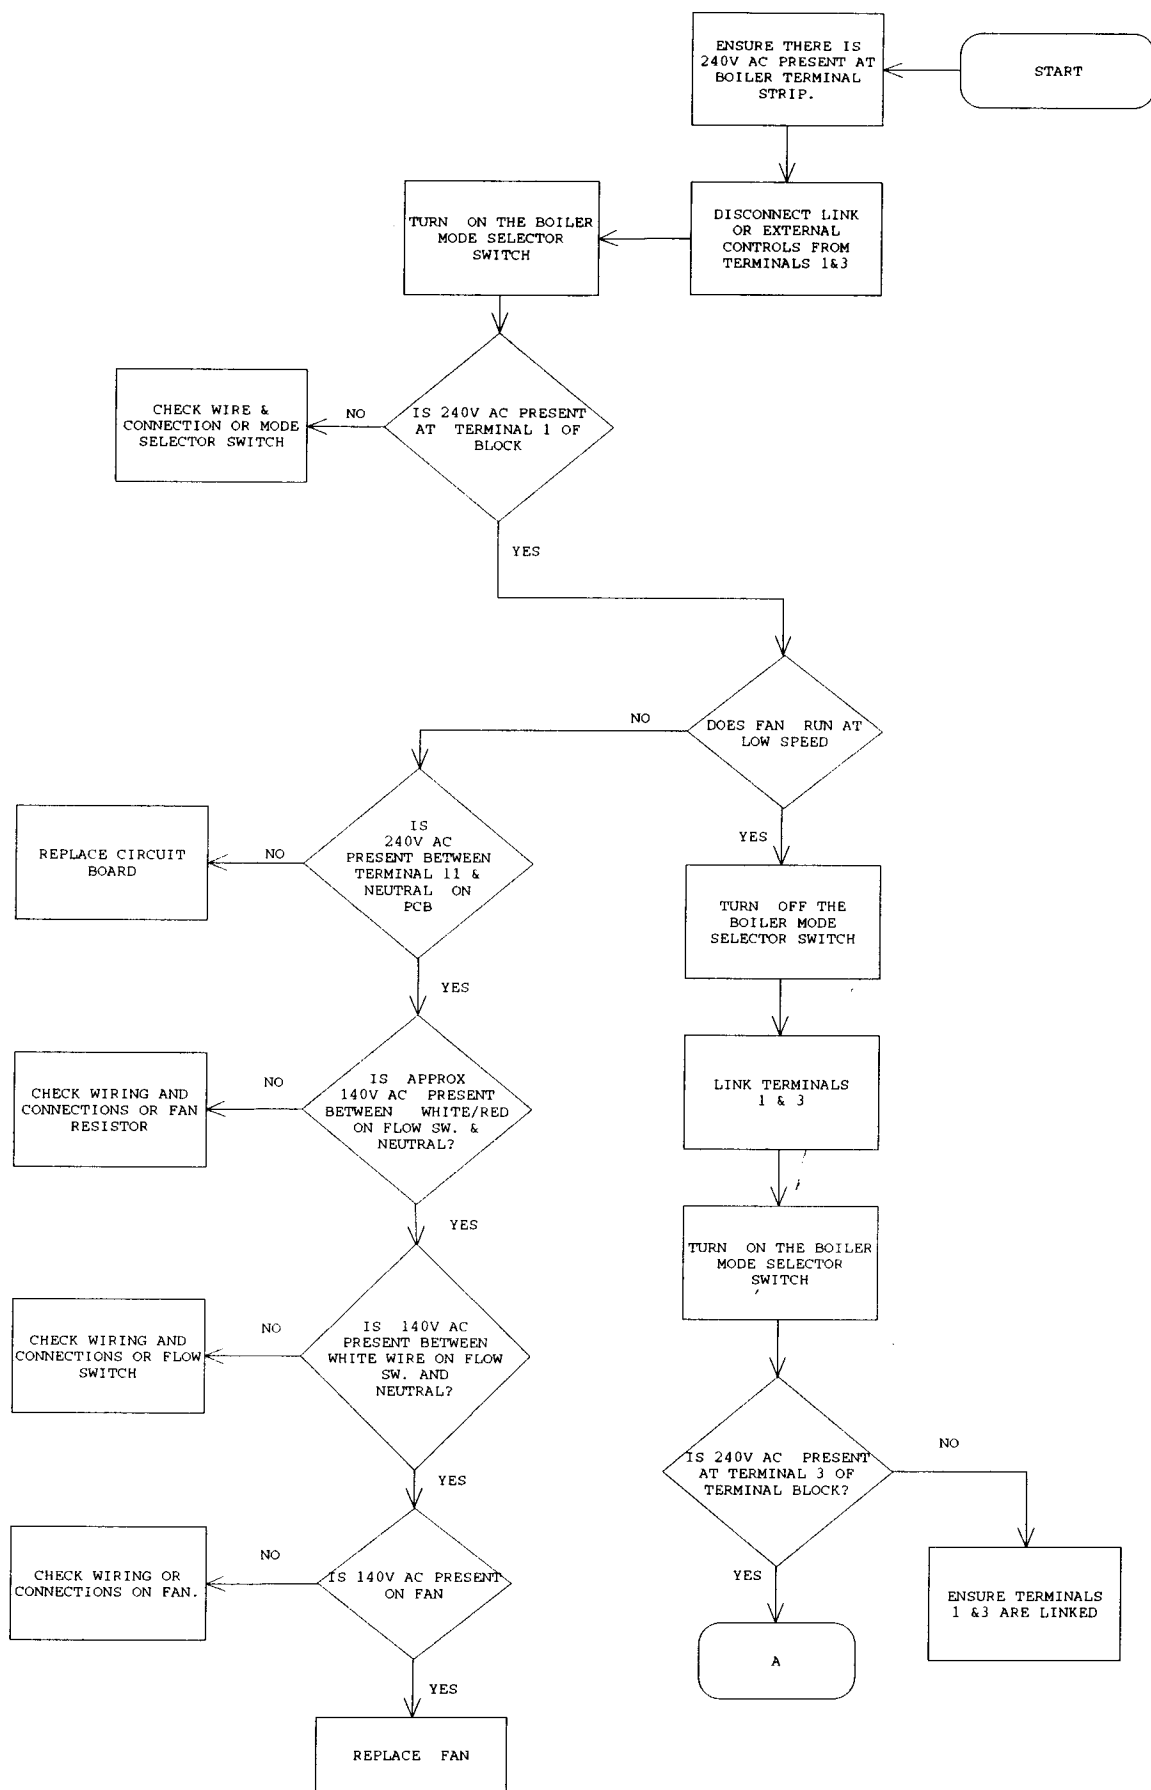 START
ENSURE THERE IS
240V AC PRESENT AT
BOILER TERMINAL
STRIP.
DISCONNECT LINK
OR EXTERNAL
CONTROLS FROM
TERMINALS 1&3
TURN ON THE BOILER
MODE SELECTOR
SWITCH
IS 240V AC PRESENT
AT TERMINAL 1 OF
BLOCK
NO
CHECK WIRE &
CONNECTION OR MODE
SELECTOR SWITCH
YES
DOES FAN RUN AT
LOW SPEED
NO
IS
240V AC
PRESENT BETWEEN
TERMINAL 11 &
NEUTRAL ON
PCB
NO
REPLACE CIRCUIT
BOARD
YES
IS APPROX
140V AC PRESENT
BETWEEN WHITE/RED
ON FLOW SW. &
NEUTRAL?
NO
CHECK WIRING AND
CONNECTIONS OR FAN
RESISTOR
YES
IS 140V AC
PRESENT BETWEEN
WHITE WIRE ON FLOW
SW. AND
NEUTRAL?
NO
CHECK WIRING AND
CONNECTIONS OR FLOW
SWITCH
YES
IS 140V AC PRESENT
ON FAN
NO
CHECK WIRING OR
CONNECTIONS ON FAN.
YES
REPLACE FAN
YES
TURN OFF THE
BOILER MODE
SELECTOR SWITCH
LINK TERMINALS
1 & 3
TURN ON THE BOILER
MODE SELECTOR
SWITCH
IS 240V AC PRESENT
AT TERMINAL 3 OF
TERMINAL BLOCK?
NO
ENSURE TERMINALS
1 &3 ARE LINKED
YES
A